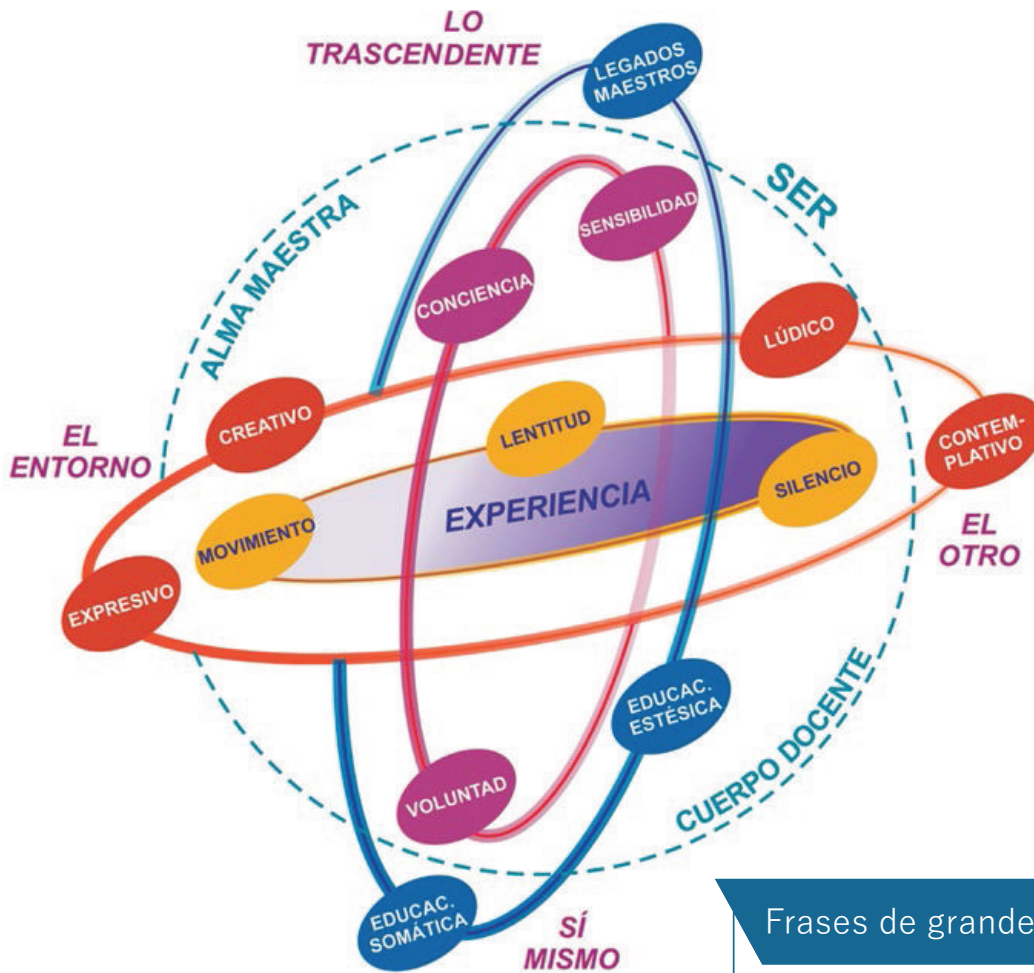 LO
TRASCENDENTE
LEGADOS
MAESTROS
SER
ALMA MAESTRA
SENSIBILIDAD
CONCIENCIA
LÚDICO
CREATIVO
LENTITUD
CONTEM-
PLATIVO
EL
ENTORNO
EXPERIENCIA
SILENCIO
MOVIMIENTO
EL
OTRO
EXPRESIVO
EDUCAC.
ESTÉSICA
CUERPO DOCENTE
VOLUNTAD
EDUCAC.
SOMÁTICA
SÍ
MISMO
Frases de grande